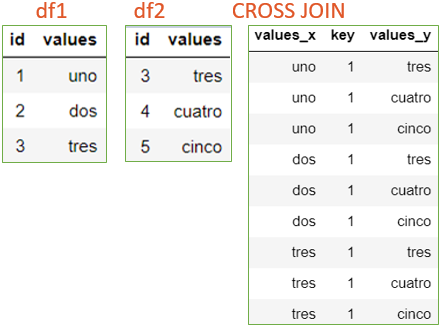 df1
id values
1 uno
2 dos
3 tres
df2
id values
3 tres
4 cuatro
5 cinco
CROSS JOIN
values_x key values_y
uno 1 tres
uno 1 cuatro
uno 1 cinco
dos 1 tres
dos 1 cuatro
dos 1 cinco
tres 1 tres
tres 1 cuatro
tres 1 cinco